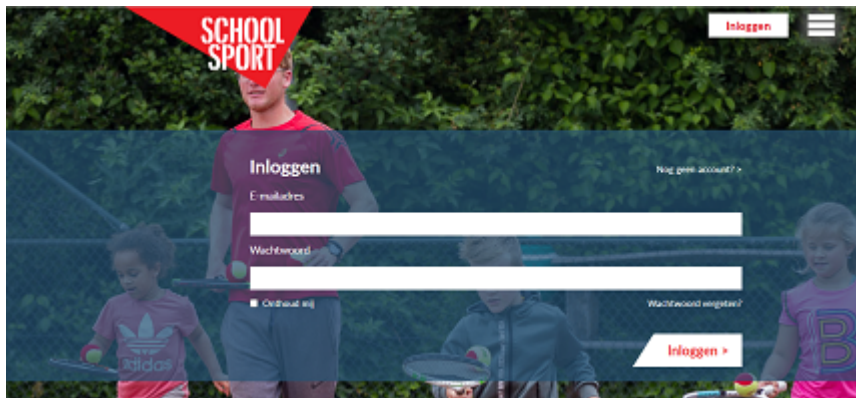 SCHOOL
SPORT
Inloggen
Inloggen
Nog geen account? >
E-mailadres
Wachtwoord
Onthoud mij
Wachtwoord vergeten?
Inloggen >
adidas
B